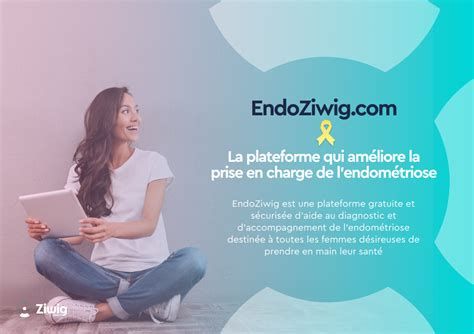 EndoZiwig.com
La plateforme qui améliore la
prise en charge de l'endométriose
EndoZiwig est une plateforme gratuite et
sécurisée d'aide au diagnostic et
d'accompagnement de l'endométriose
destinée à toutes les femmes désireuses de
prendre en main leur santé
Ziwig